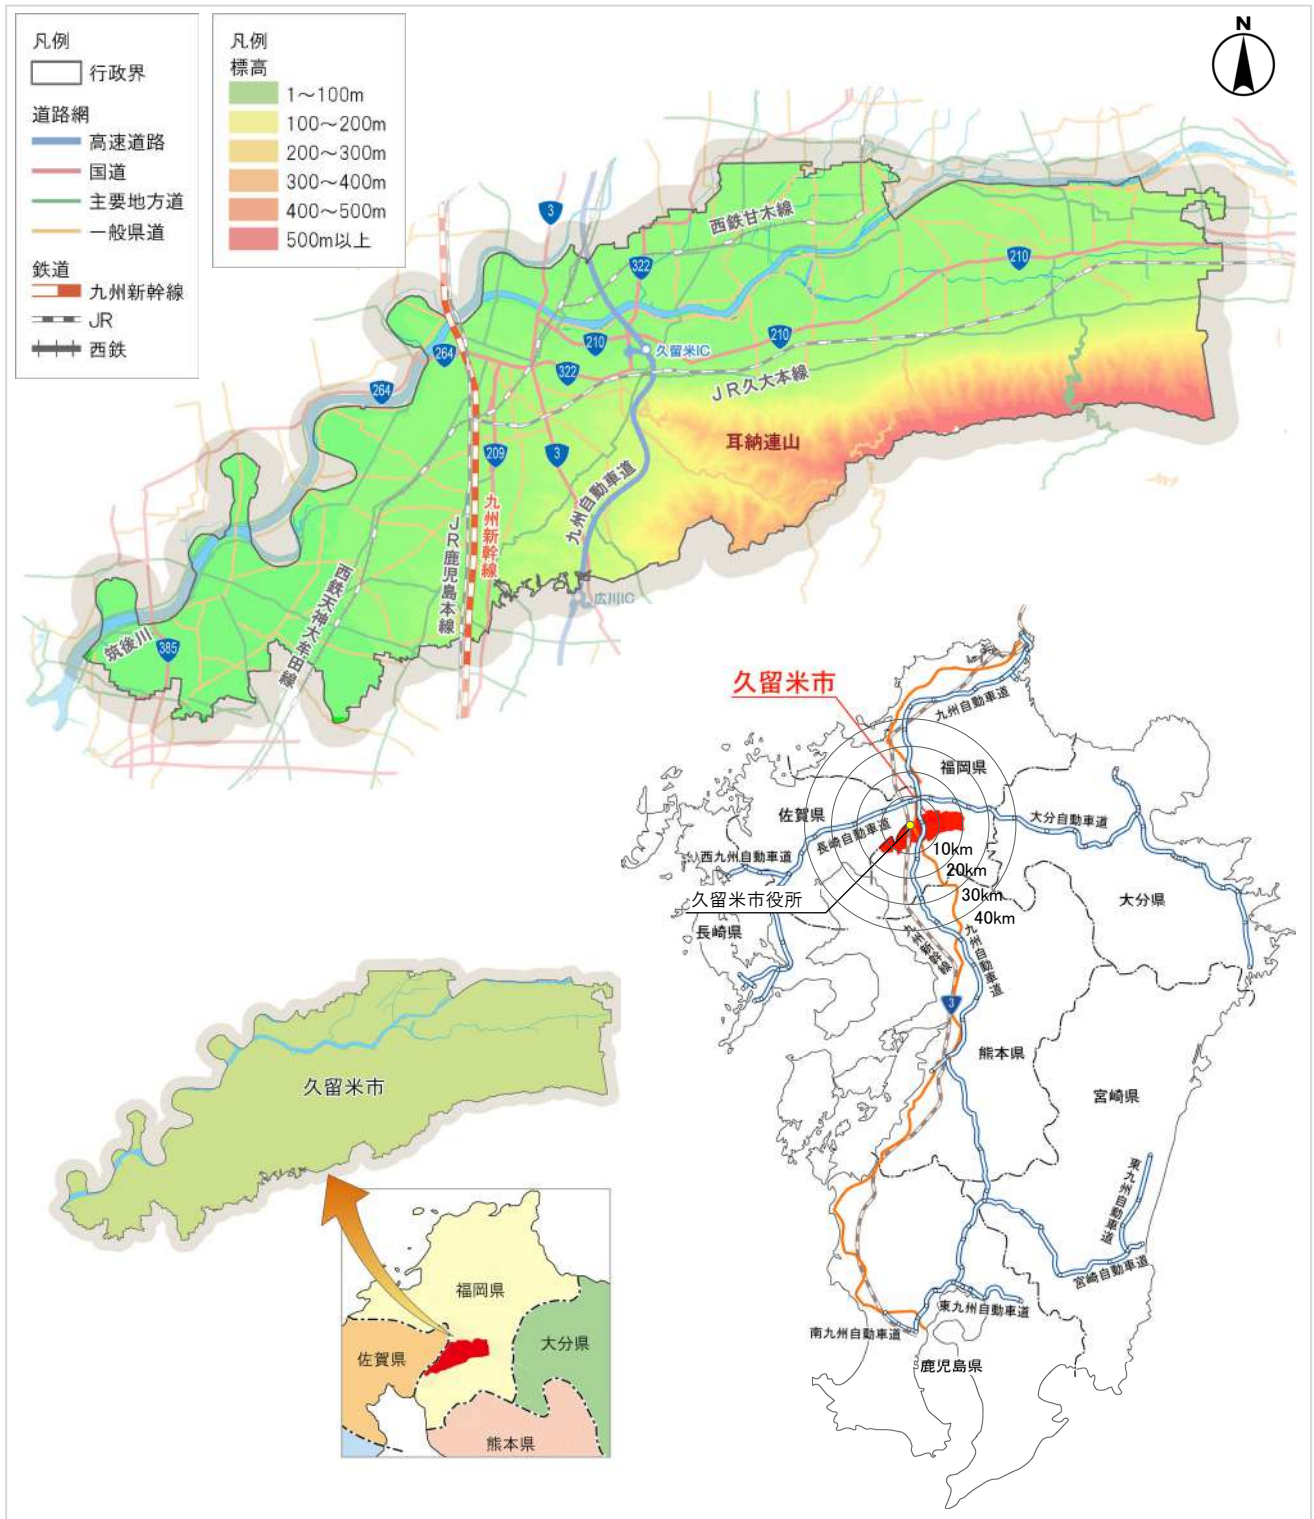 凡例
行政界
道路網
高速道路
国道
主要地方道
一般県道
鉄道
九州新幹線
JR
西鉄
凡例
標高
1～100m
100～200m
200～300m
300～400m
400～500m
500m以上
N
3
西鉄甘木線
322
210
264
210
久留米IC
210
322
264
JR久大本線
耳納連山
209
3
九州自動車道
九州新幹線
JR鹿児島本線
西鉄天神大牟田線
広川IC
筑後川
385
久留米市
九州自動車道
福岡県
佐賀県
大分自動車道
長崎自動車道
西九州自動車道
10km
20km
30km
40km
久留米市役所
大分県
長崎県
九州新幹線
九州自動車道
3
熊本県
宮崎県
東九州自動車道
宮崎自動車道
東九州自動車道
南九州自動車道
鹿児島県
久留米市
福岡県
大分県
佐賀県
熊本県